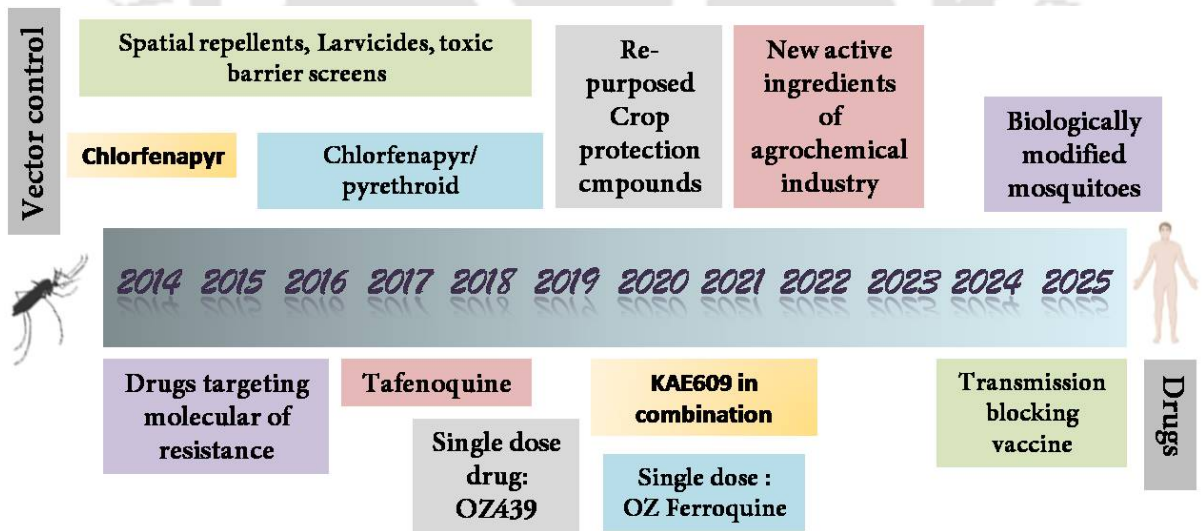 Vector control
Spatial repellents, Larvicides, toxic
barrier screens
Chlorfenapyr
Chlorfenapyr/
pyrethroid
Re-
purposed
Crop
protection
cmpounds
New active
ingredients
of
agrochemical
industry
Biologically
modified
mosquitoes
2014 2015 2016 2017 2018 2019 2020 2021 2022 2023 2024 2025
Drugs targeting
molecular of
resistance
Tafenoquine
Single dose
drug:
OZ439
KAE609 in
combination
Single dose :
OZ Ferroquine
Transmission
blocking
vaccine
Drugs